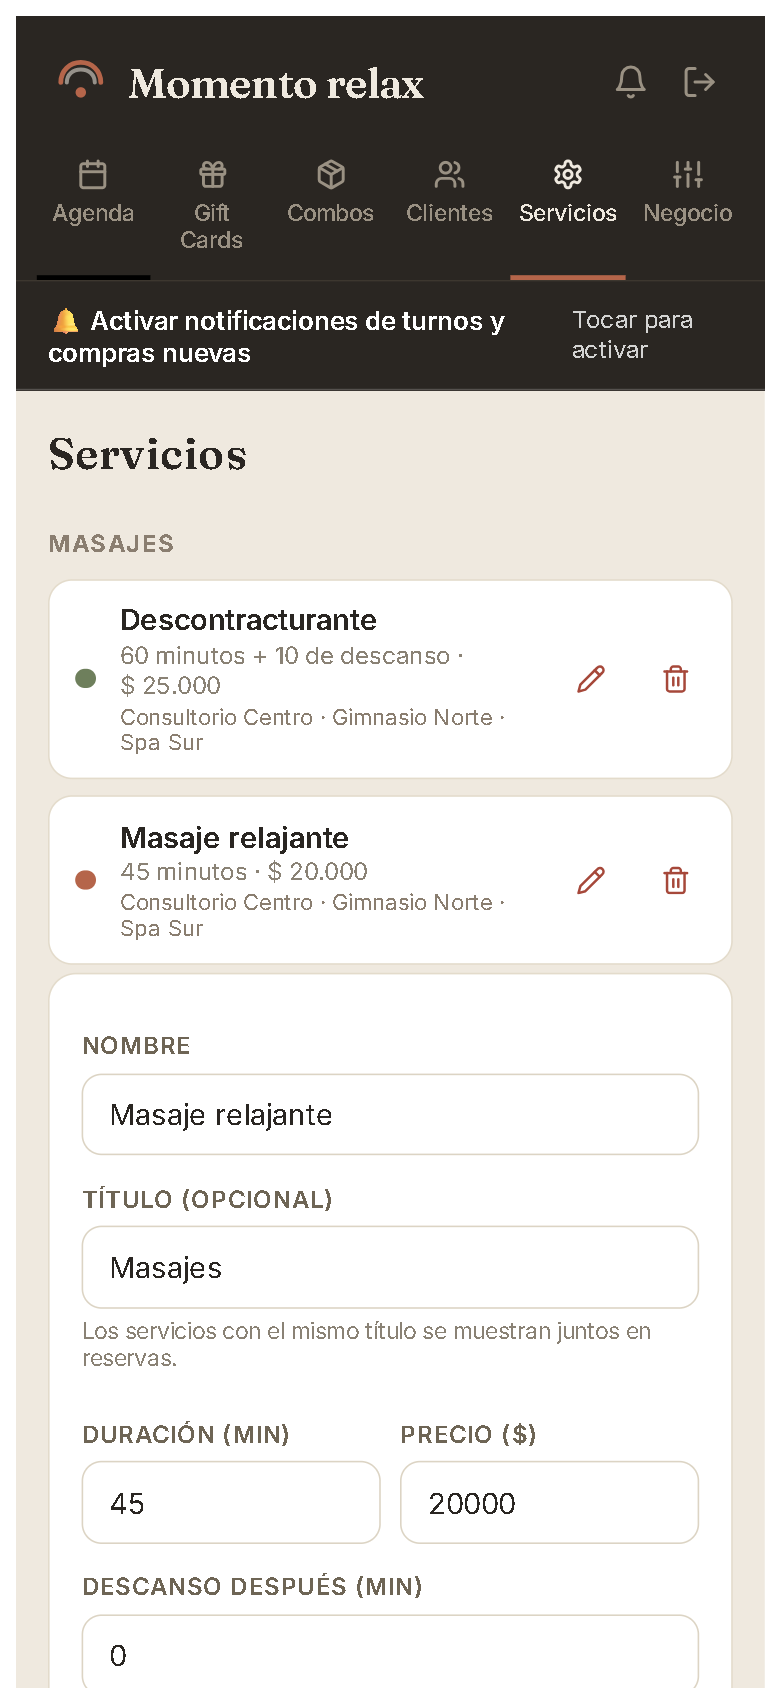 Momento relax
Agenda
Gift
Cards
Combos
Clientes
Servicios
Negocio
🔔 Activar notificaciones de turnos y
compras nuevas
Tocar para
activar
Servicios
MASAJES
Descontracturante
60 minutos + 10 de descanso ·
$ 25.000
Consultorio Centro · Gimnasio Norte ·
Spa Sur
Masaje relajante
45 minutos · $ 20.000
Consultorio Centro · Gimnasio Norte ·
Spa Sur
NOMBRE
Masaje relajante
TÍTULO (OPCIONAL)
Masajes
Los servicios con el mismo título se muestran juntos en
reservas.
DURACIÓN (MIN)
PRECIO ($)
45
20000
DESCANSO DESPUÉS (MIN)
0